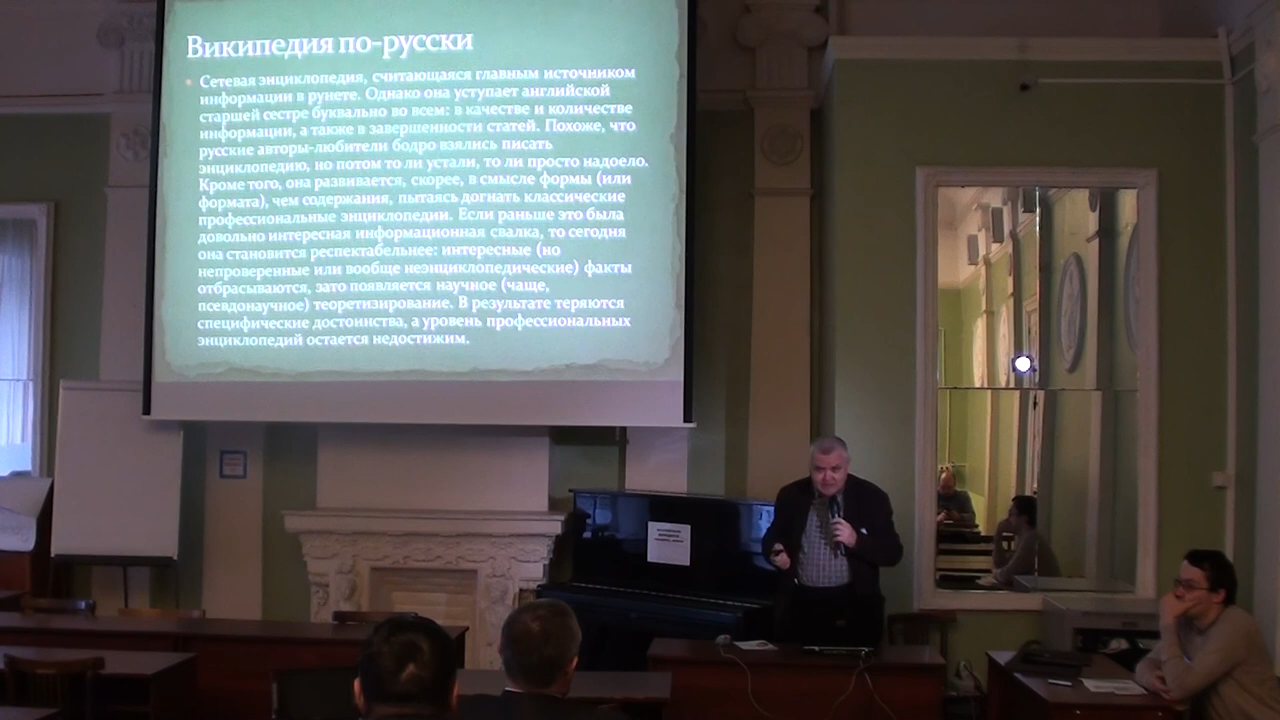 Википедия по-русски
Сетевая энциклопедия, считающаяся главным источником
информации в рунете. Однако она уступает английской
старшей сестре буквально во всем: в качестве и количестве
информации, а также в завершенности статей. Похоже, что
русские авторы-любители бодро взялись писать
энциклопедию, но потом то ли устали, то ли просто надоело.
Кроме того, она развивается, скорее, в смысле формы (или
формата), чем содержания, пытаясь догнать классические
профессиональные энциклопедии. Если раньше это была
довольно интересная информационная свалка, то сегодня
она становится респектабельнее: интересные (но
непроверенные или вообще неэнциклопедические) факты
отбрасываются, зато появляется научное (чаще,
псевдонаучное) теоретизирование. В результате теряются
специфические достоинства, а уровень профессиональных
энциклопедий остается недостижим.